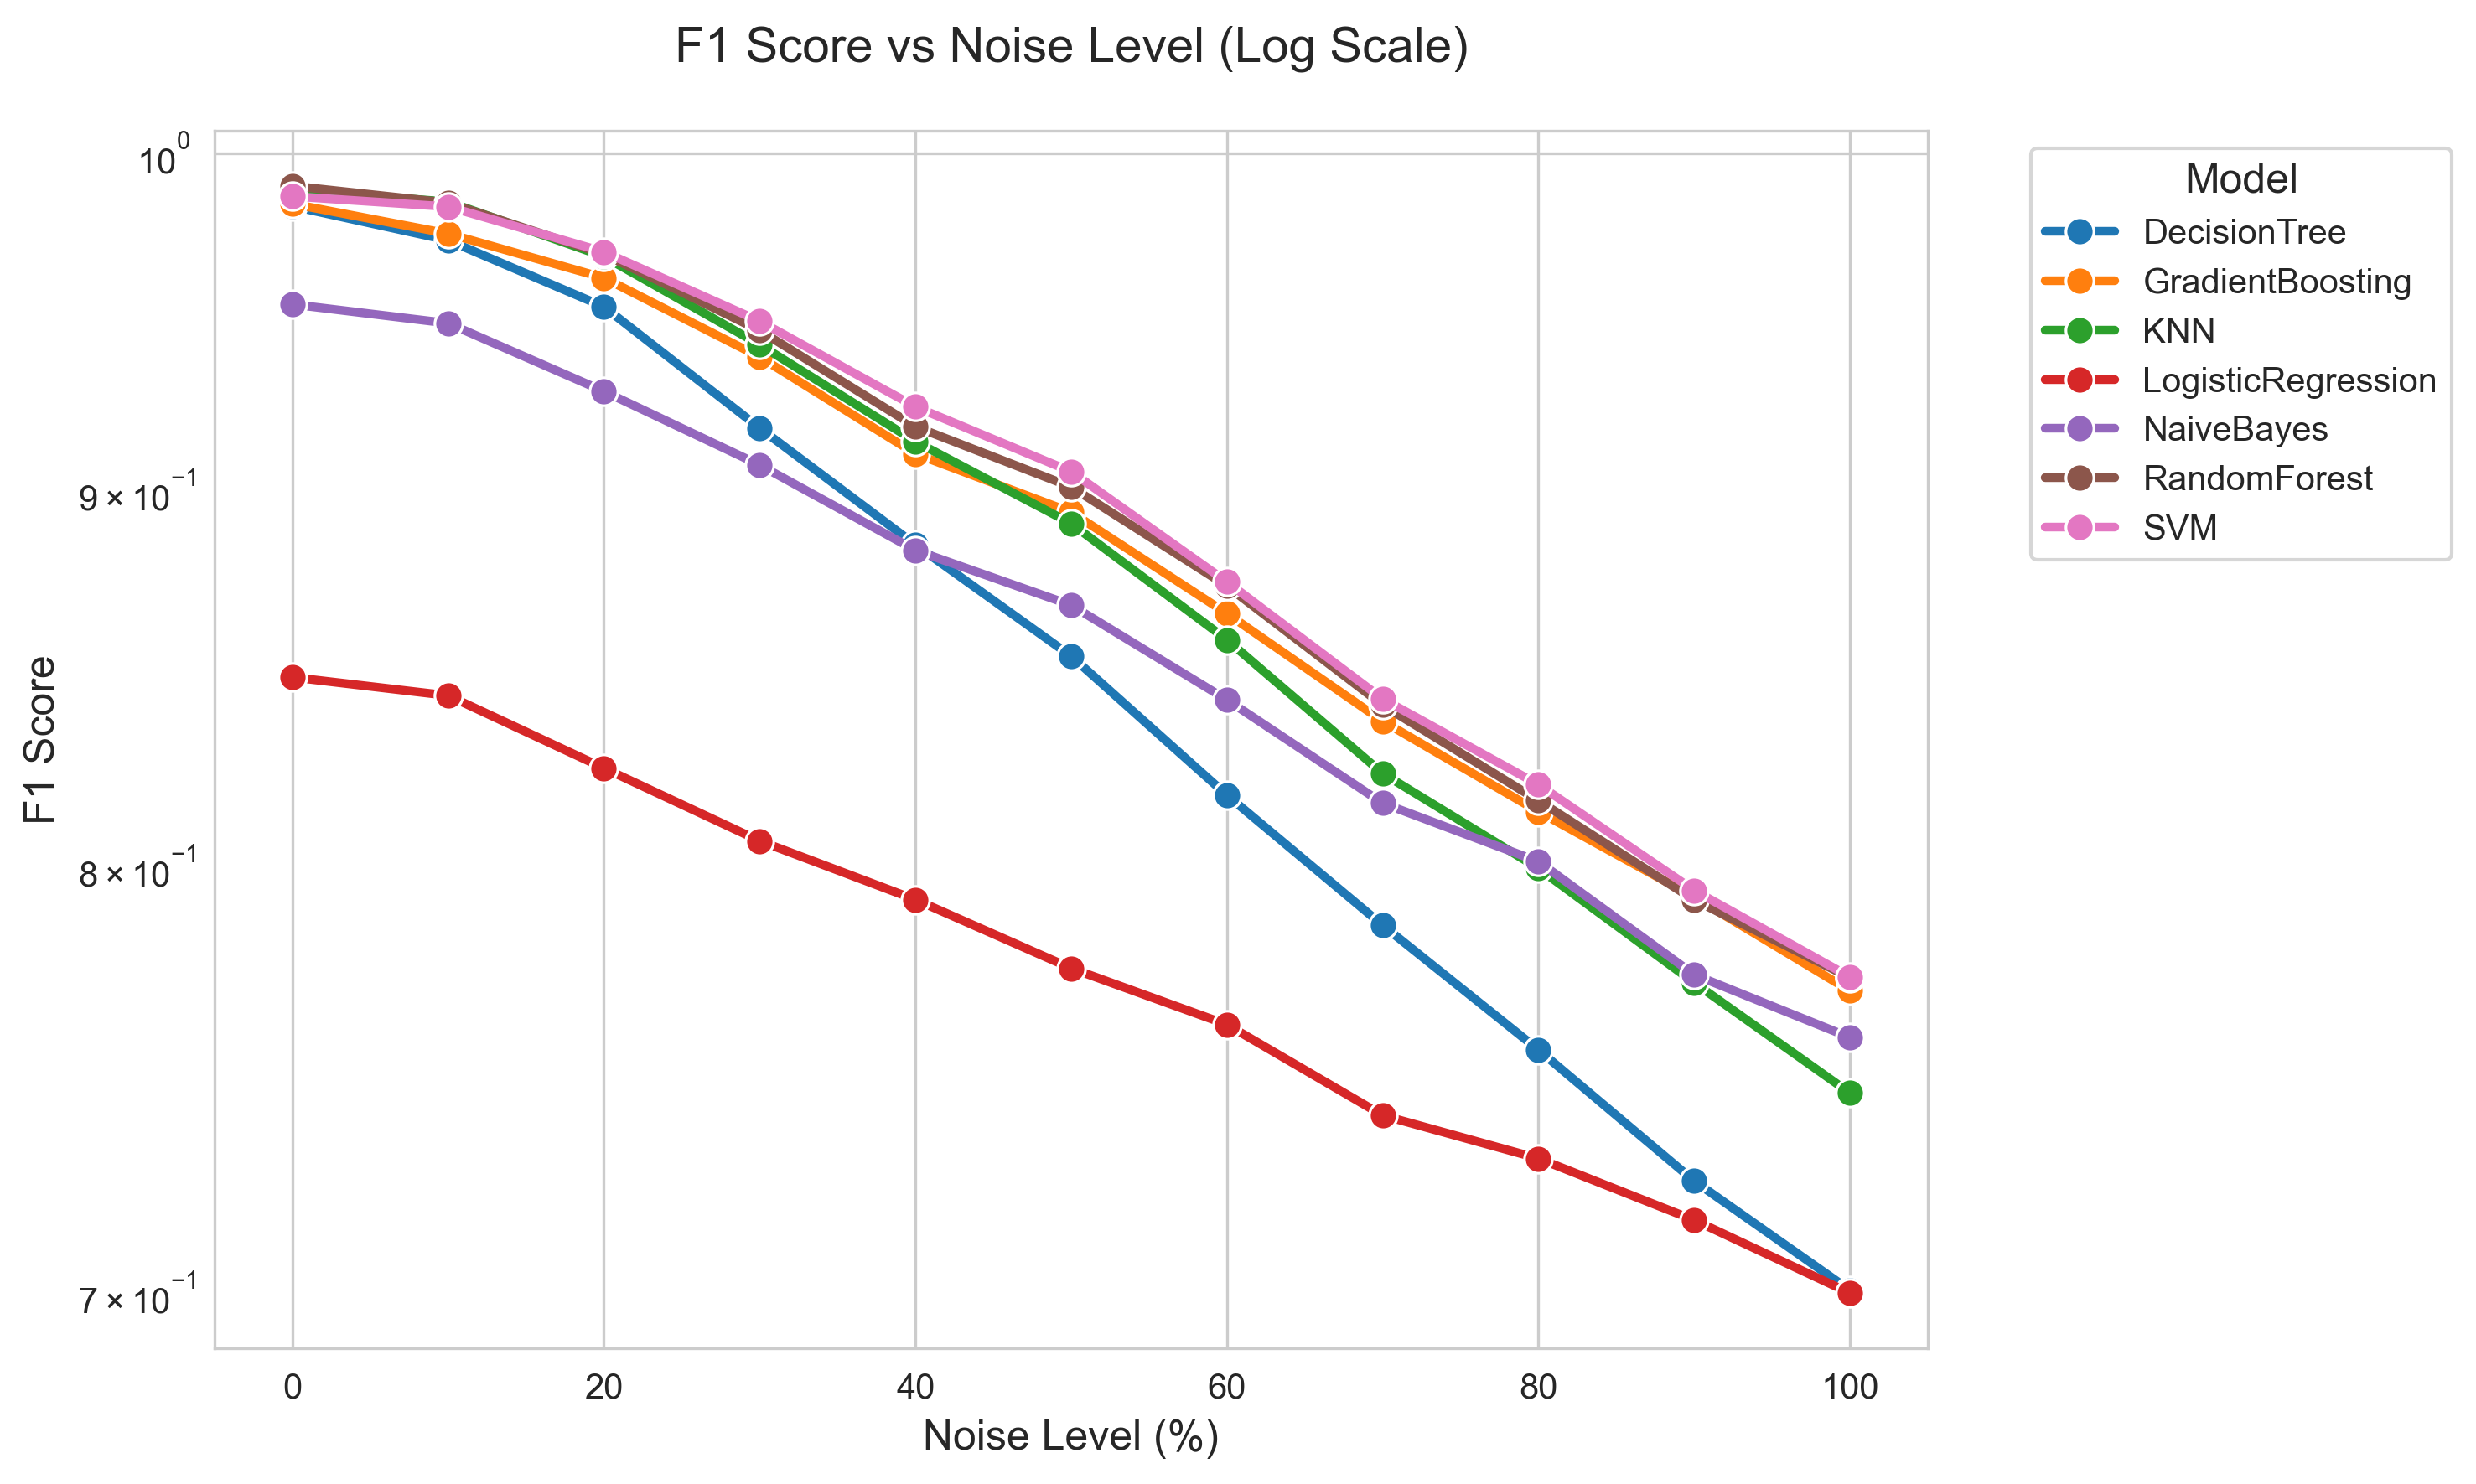 F1 Score vs Noise Level (Log Scale)
10⁰
9 × 10⁻¹
8 × 10⁻¹
7 × 10⁻¹
F1 Score
0 20 40 60 80 100
Noise Level (%)
Model
DecisionTree
GradientBoosting
KNN
LogisticRegression
NaiveBayes
RandomForest
SVM